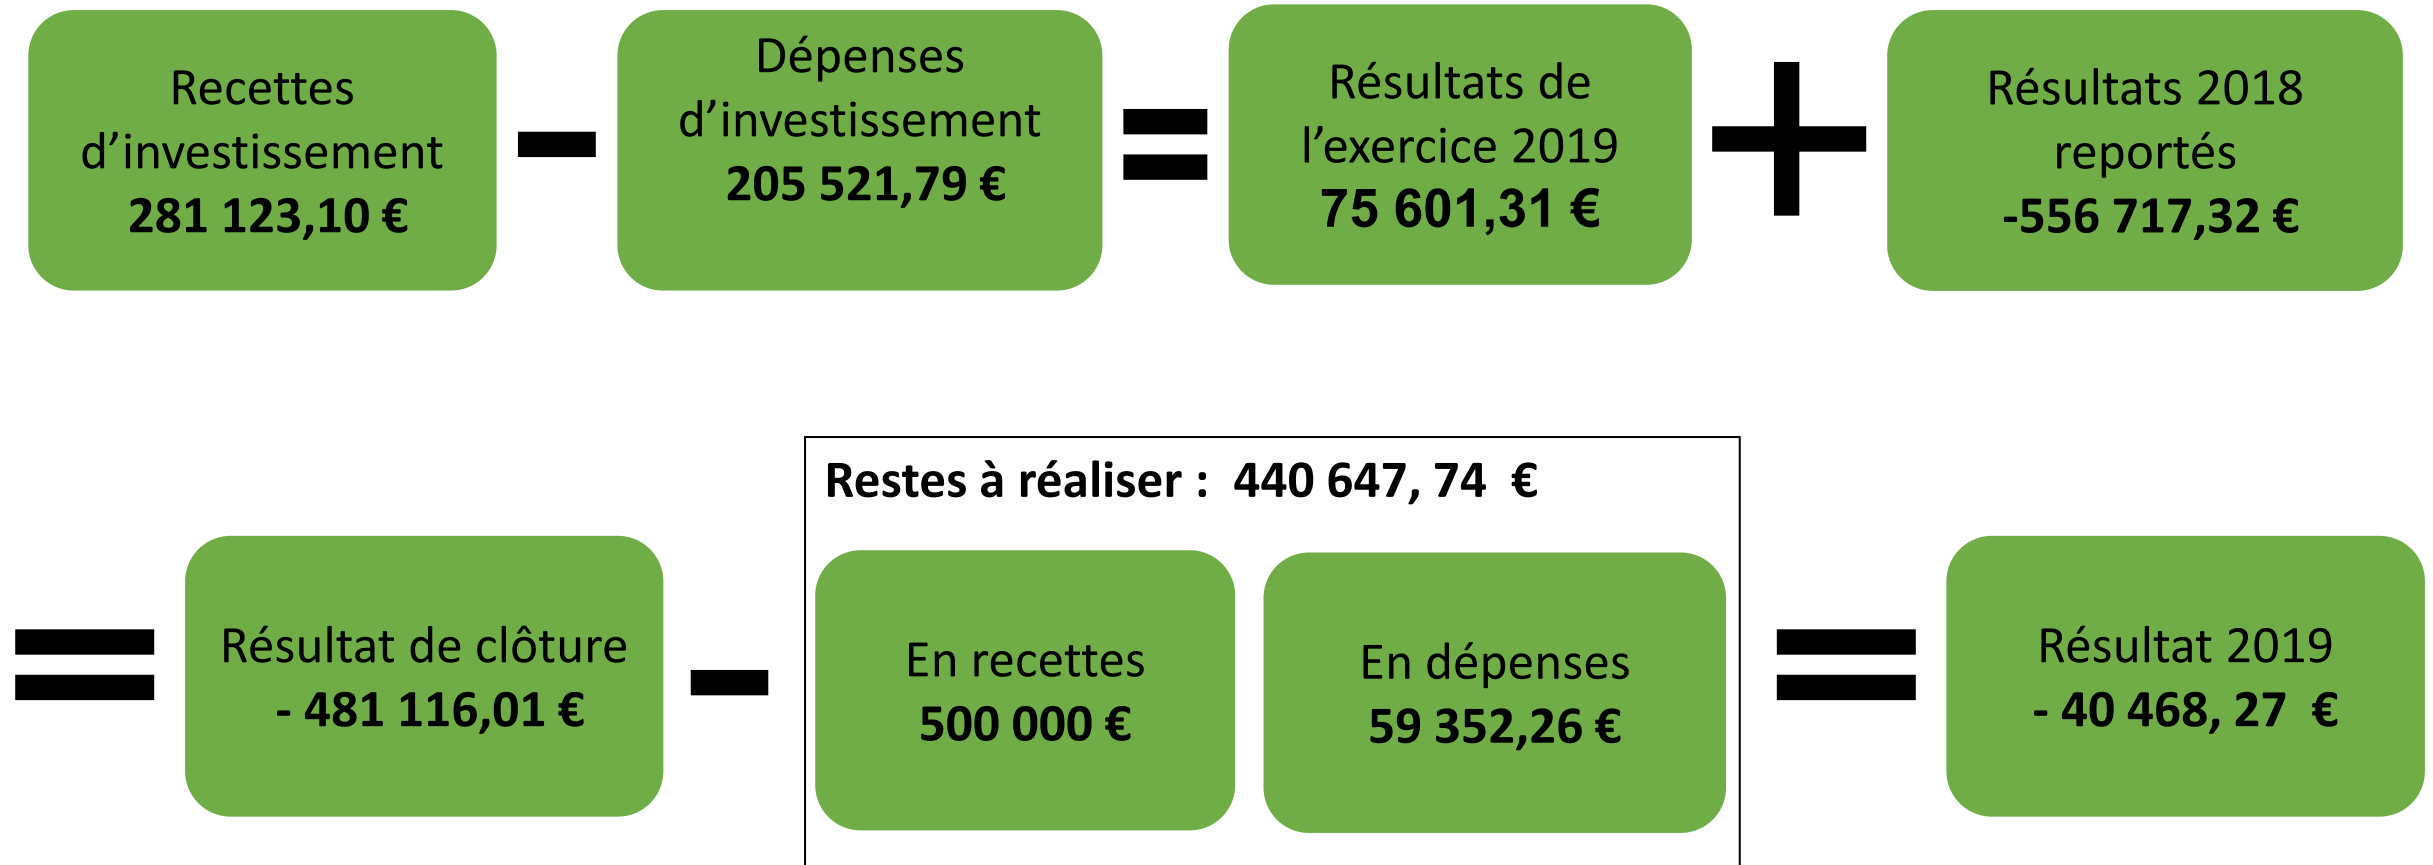 Recettes
d’investissement
281 123,10 €
-
Dépenses
d’investissement
205 521,79 €
=
Résultats de
l’exercice 2019
75 601,31 €
+
Résultats 2018
reportés
-556 717,32 €
=
Résultat de clôture
- 481 116,01 €
-
Restes à réaliser :  440 647, 74  €
En recettes
500 000 €
En dépenses
59 352,26 €
=
Résultat 2019
- 40 468, 27  €